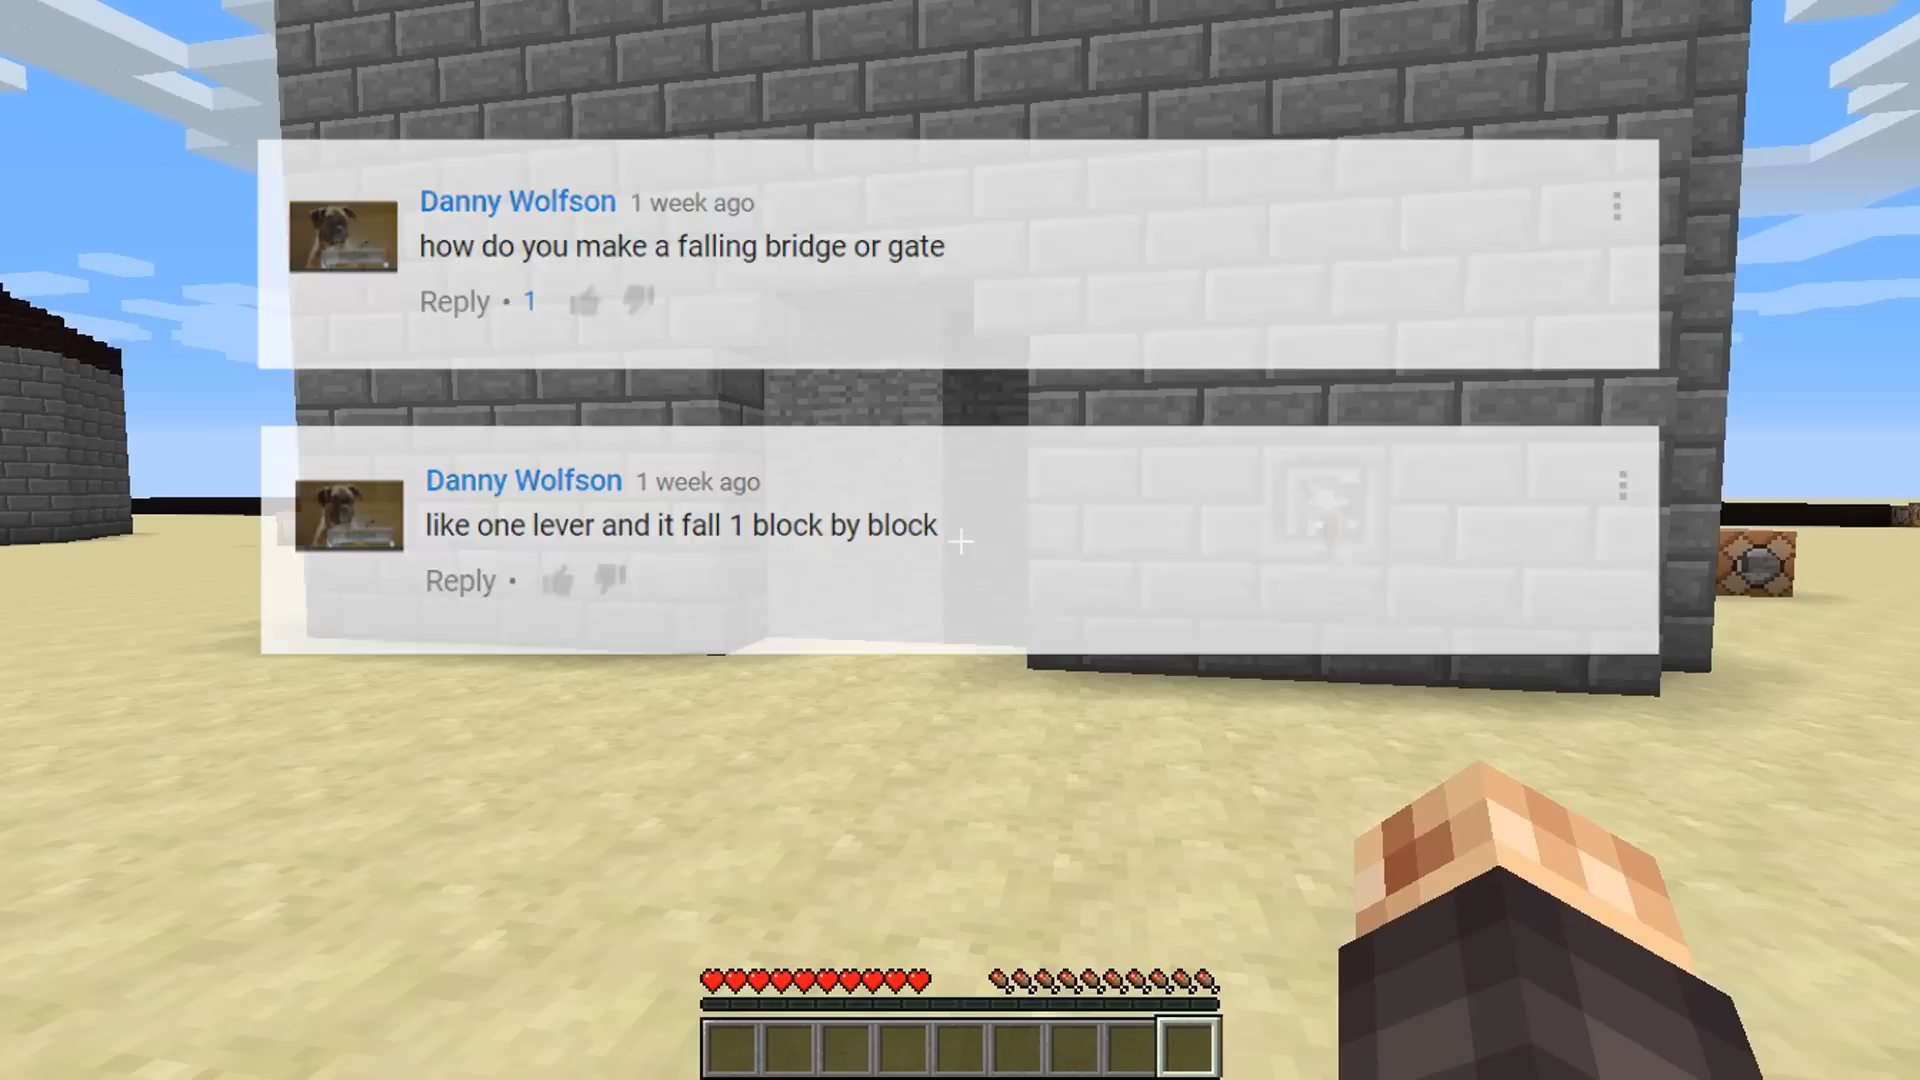 Danny Wolfson 1 week ago
how do you make a falling bridge or gate
Reply • 1
Danny Wolfson 1 week ago
like one lever and it fall 1 block by block
Reply •